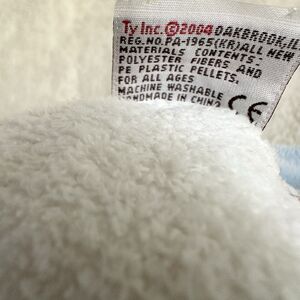 Ty Inc.©2004 OAKBROOK,IL
REG.NO.PA-1965(KR)ALL NEW
MATERIALS CONTENTS-
POLYESTER FIBERS AND
PE PLASTIC PELLETS.
FOR ALL AGES
MACHINE WASHABLE
HANDMADE IN CHINA
CE